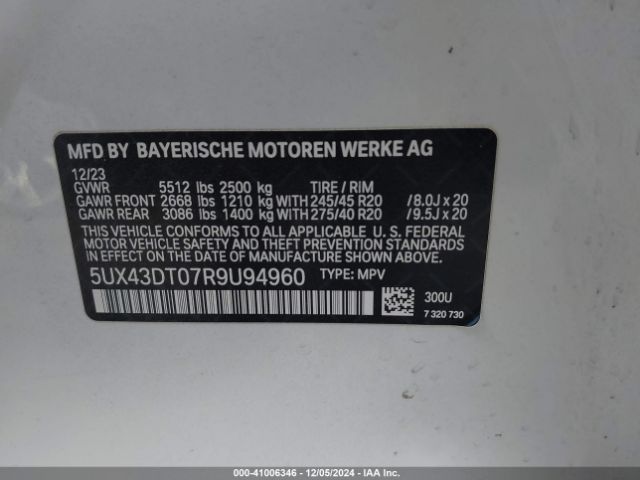 MFD BY BAYERISCHE MOTOREN WERKE AG
12/23
GVWR 5512 lbs 2500 kg TIRE / RIM
GAWR FRONT 2668 lbs 1210 kg WITH 245/45 R20 /8.0J x 20
GAWR REAR 3086 lbs 1400 kg WITH 275/40 R20 /9.5J x 20
THIS VEHICLE CONFORMS TO ALL APPLICABLE U. S. FEDERAL
MOTOR VEHICLE SAFETY AND THEFT PREVENTION STANDARDS
IN EFFECT ON THE DATE OF MANUFACTURE SHOWN ABOVE.
5UX43DT07R9U94960 TYPE: MPV
300U
7 320 730
000-41006346 - 12/05/2024 - IAAI.com